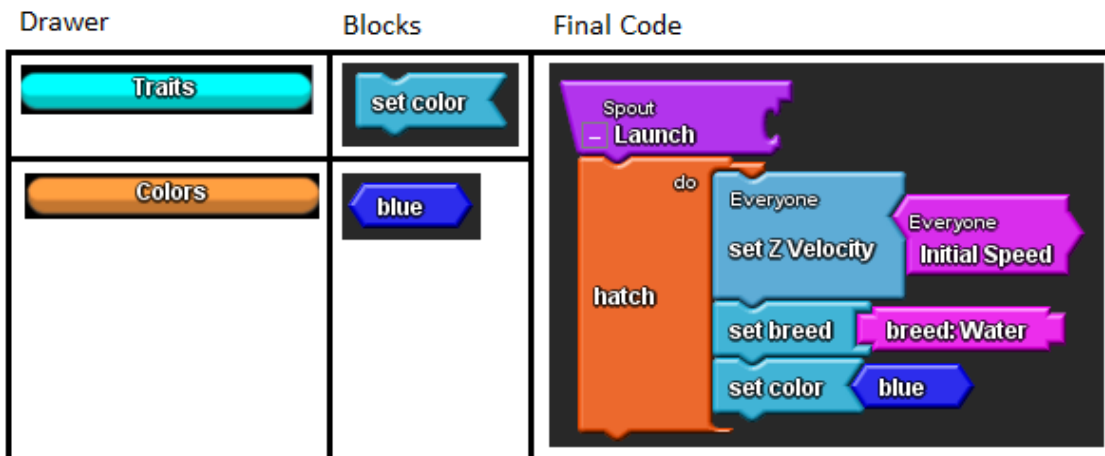 Drawer Blocks Final Code
Traits
set color
Colors
blue
Spout
– Launch
do
Everyone
set Z Velocity
Everyone
Initial Speed
hatch
set breed breed: Water
set color blue